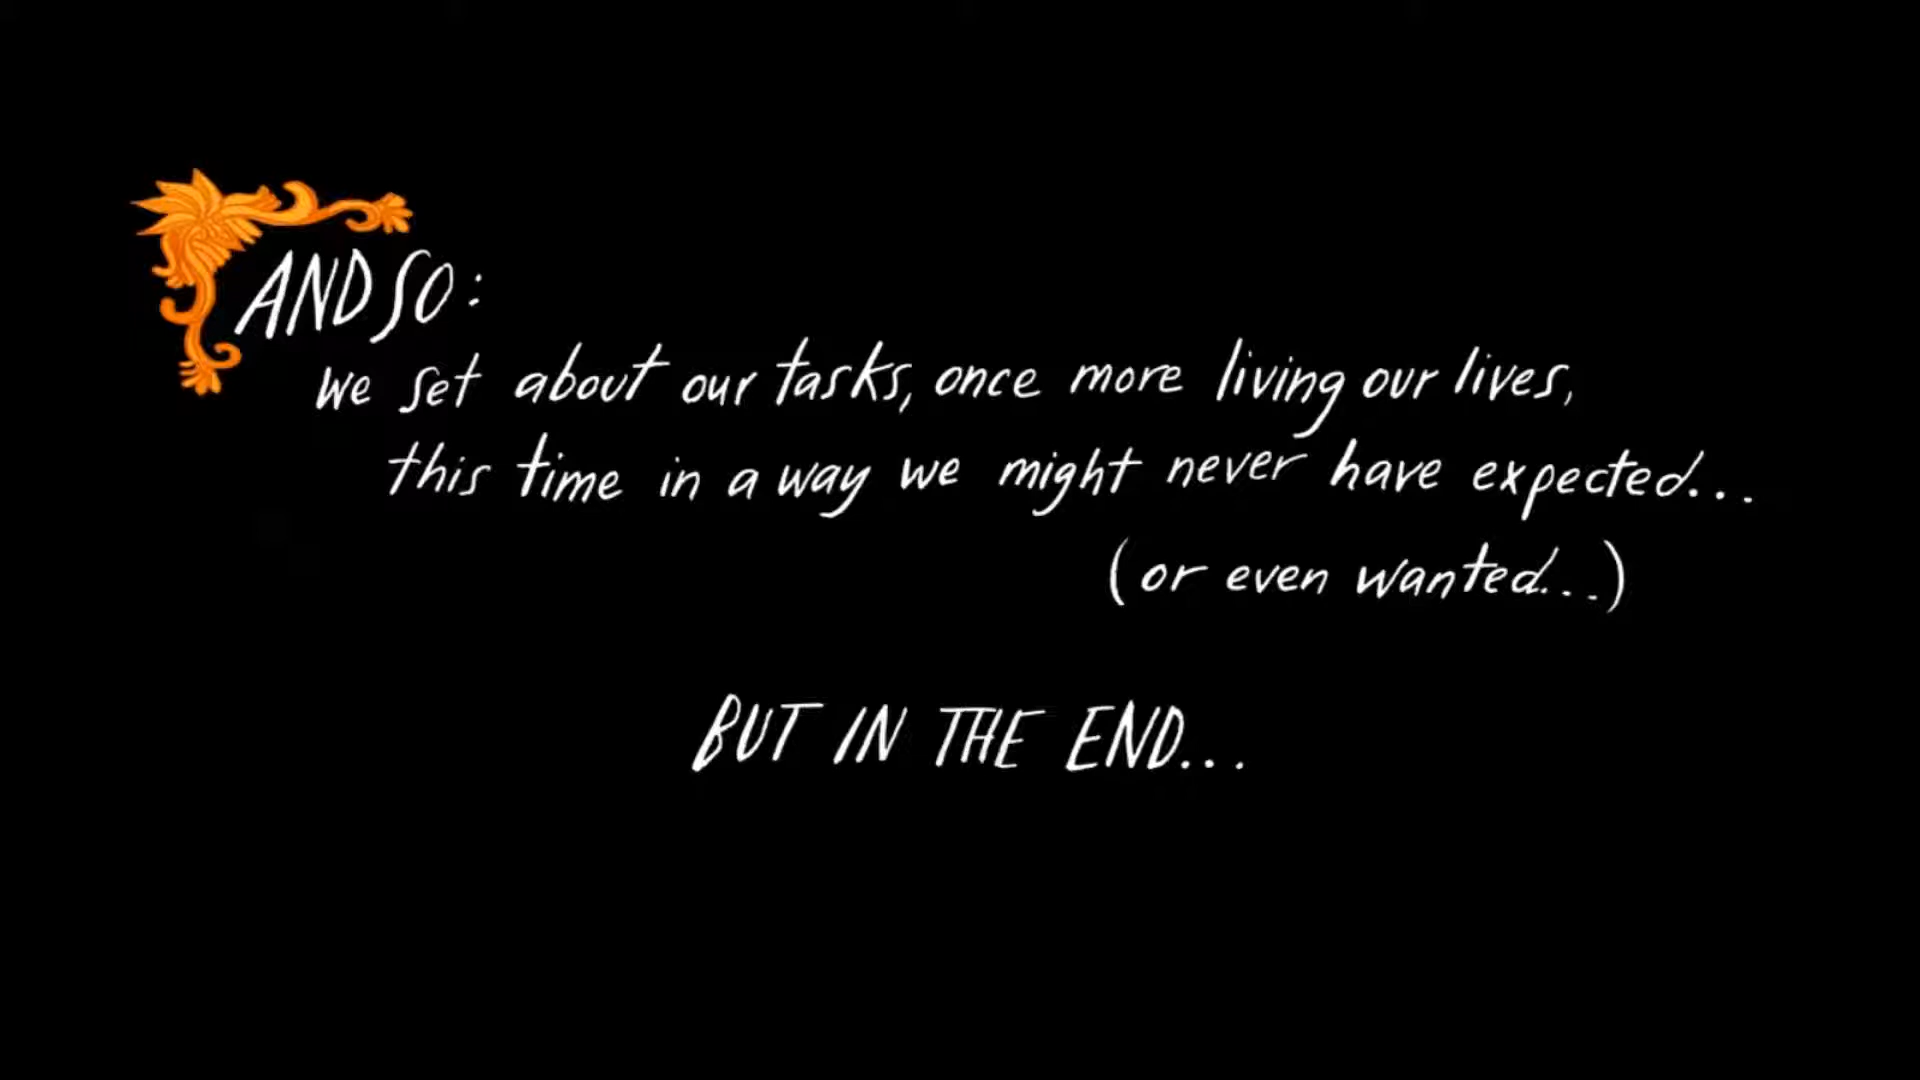 AND SO:
we set about our tasks, once more living our lives,
this time in a way we might never have expected...
(or even wanted...)
BUT IN THE END...